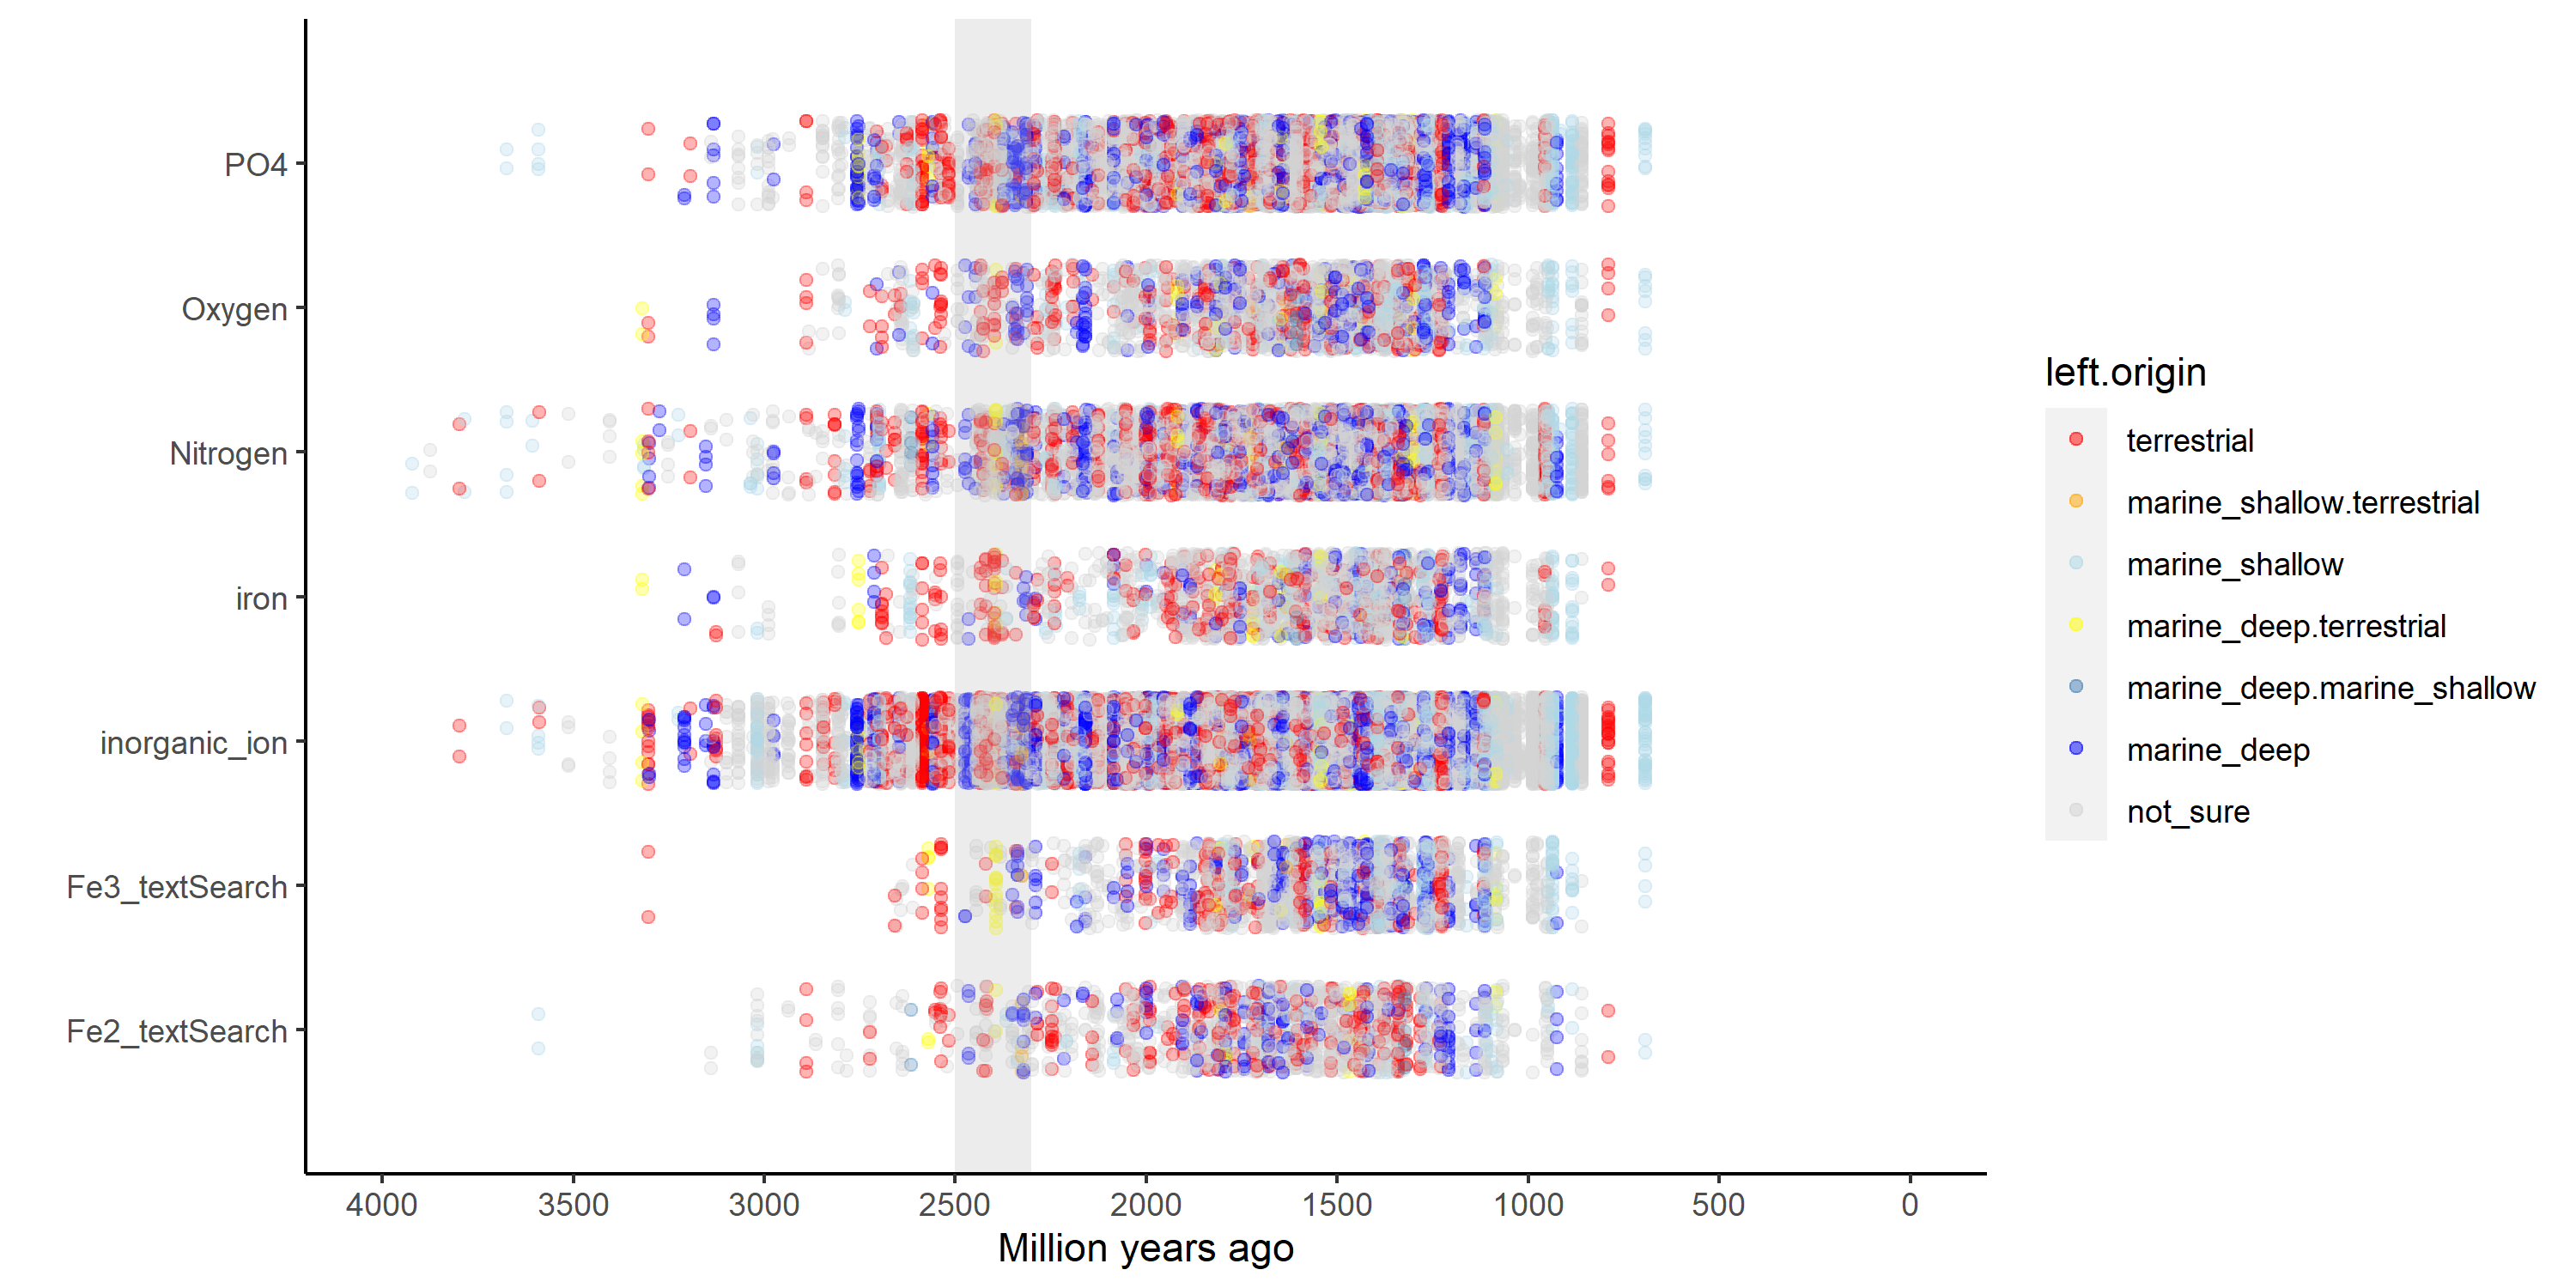 PO4
Oxygen
Nitrogen
iron
inorganic_ion
Fe3_textSearch
Fe2_textSearch
4000 3500 3000 2500 2000 1500 1000 500 0
Million years ago
left.origin
terrestrial
marine_shallow.terrestrial
marine_shallow
marine_deep.terrestrial
marine_deep.marine_shallow
marine_deep
not_sure